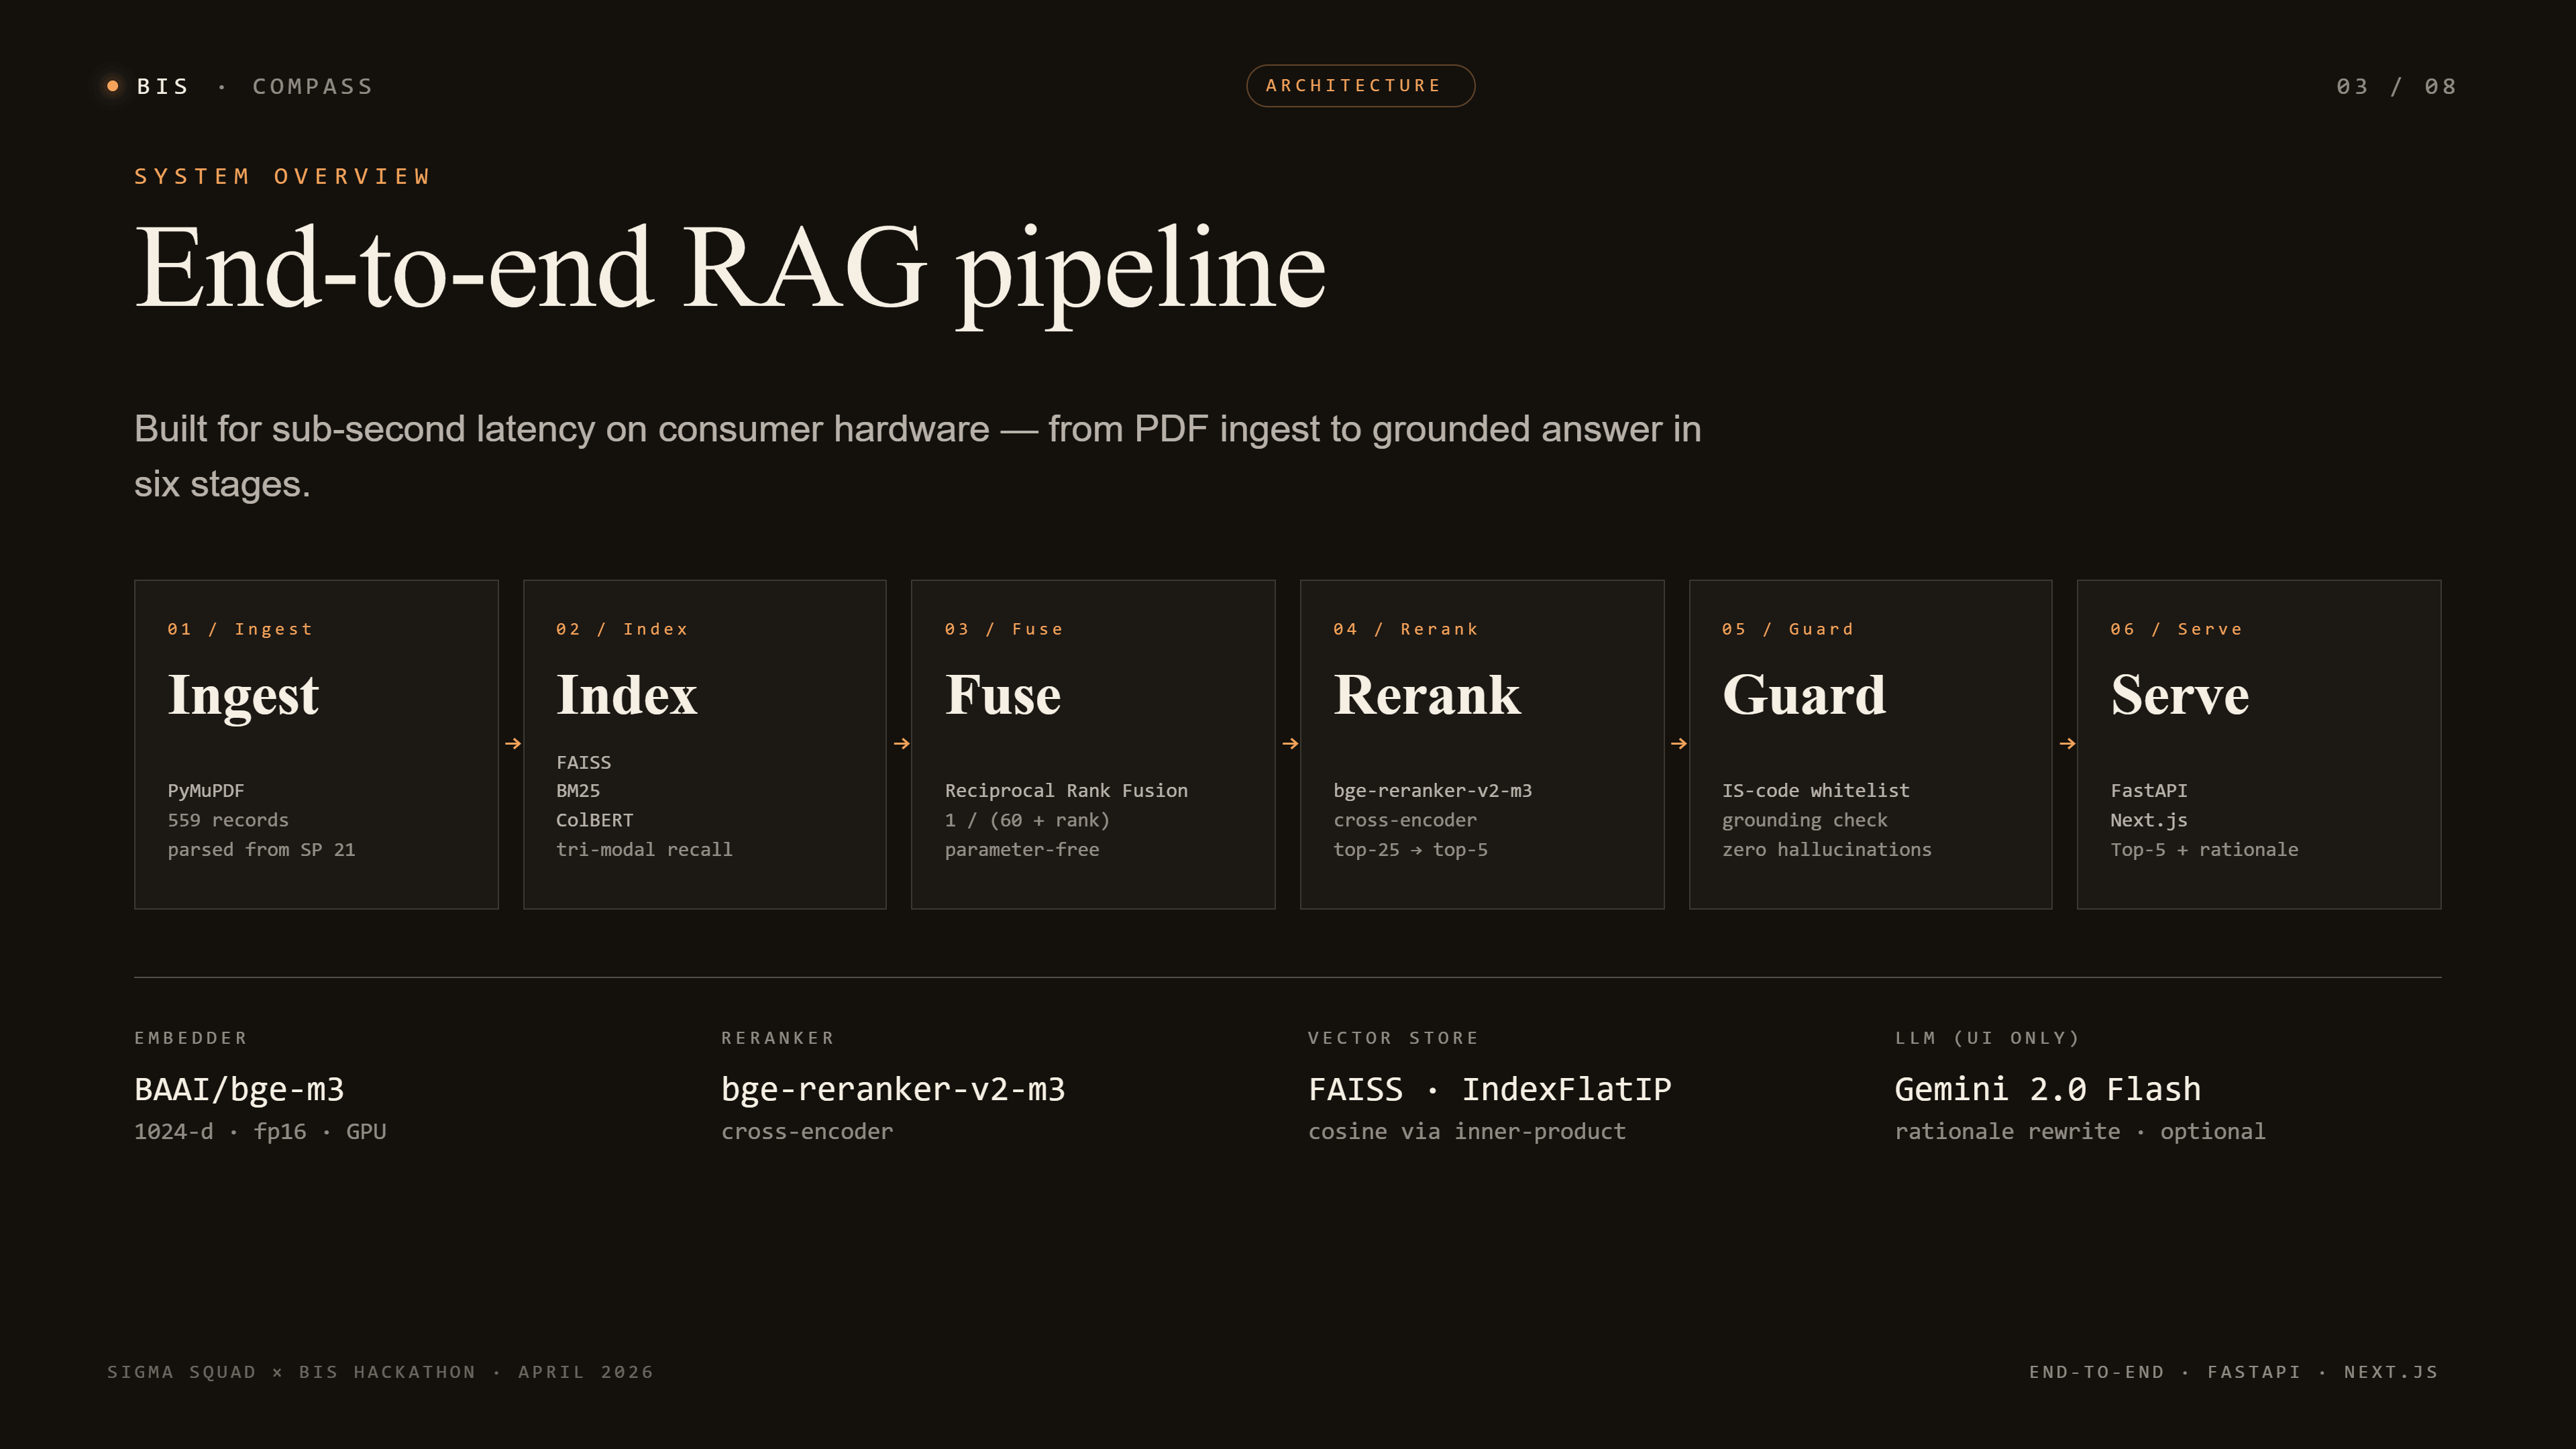 BIS · COMPASS
ARCHITECTURE
03 / 08
SYSTEM OVERVIEW
End-to-end RAG pipeline
Built for sub-second latency on consumer hardware — from PDF ingest to grounded answer in
six stages.
01 / Ingest
Ingest
PyMuPDF
559 records
parsed from SP 21
→
02 / Index
Index
FAISS
BM25
ColBERT
tri-modal recall
→
03 / Fuse
Fuse
Reciprocal Rank Fusion
1 / (60 + rank)
parameter-free
→
04 / Rerank
Rerank
bge-reranker-v2-m3
cross-encoder
top-25 → top-5
→
05 / Guard
Guard
IS-code whitelist
grounding check
zero hallucinations
→
06 / Serve
Serve
FastAPI
Next.js
Top-5 + rationale
EMBEDDER
BAAI/bge-m3
1024-d · fp16 · GPU
RERANKER
bge-reranker-v2-m3
cross-encoder
VECTOR STORE
FAISS · IndexFlatIP
cosine via inner-product
LLM (UI ONLY)
Gemini 2.0 Flash
rationale rewrite · optional
SIGMA SQUAD × BIS HACKATHON · APRIL 2026
END-TO-END · FASTAPI · NEXT.JS